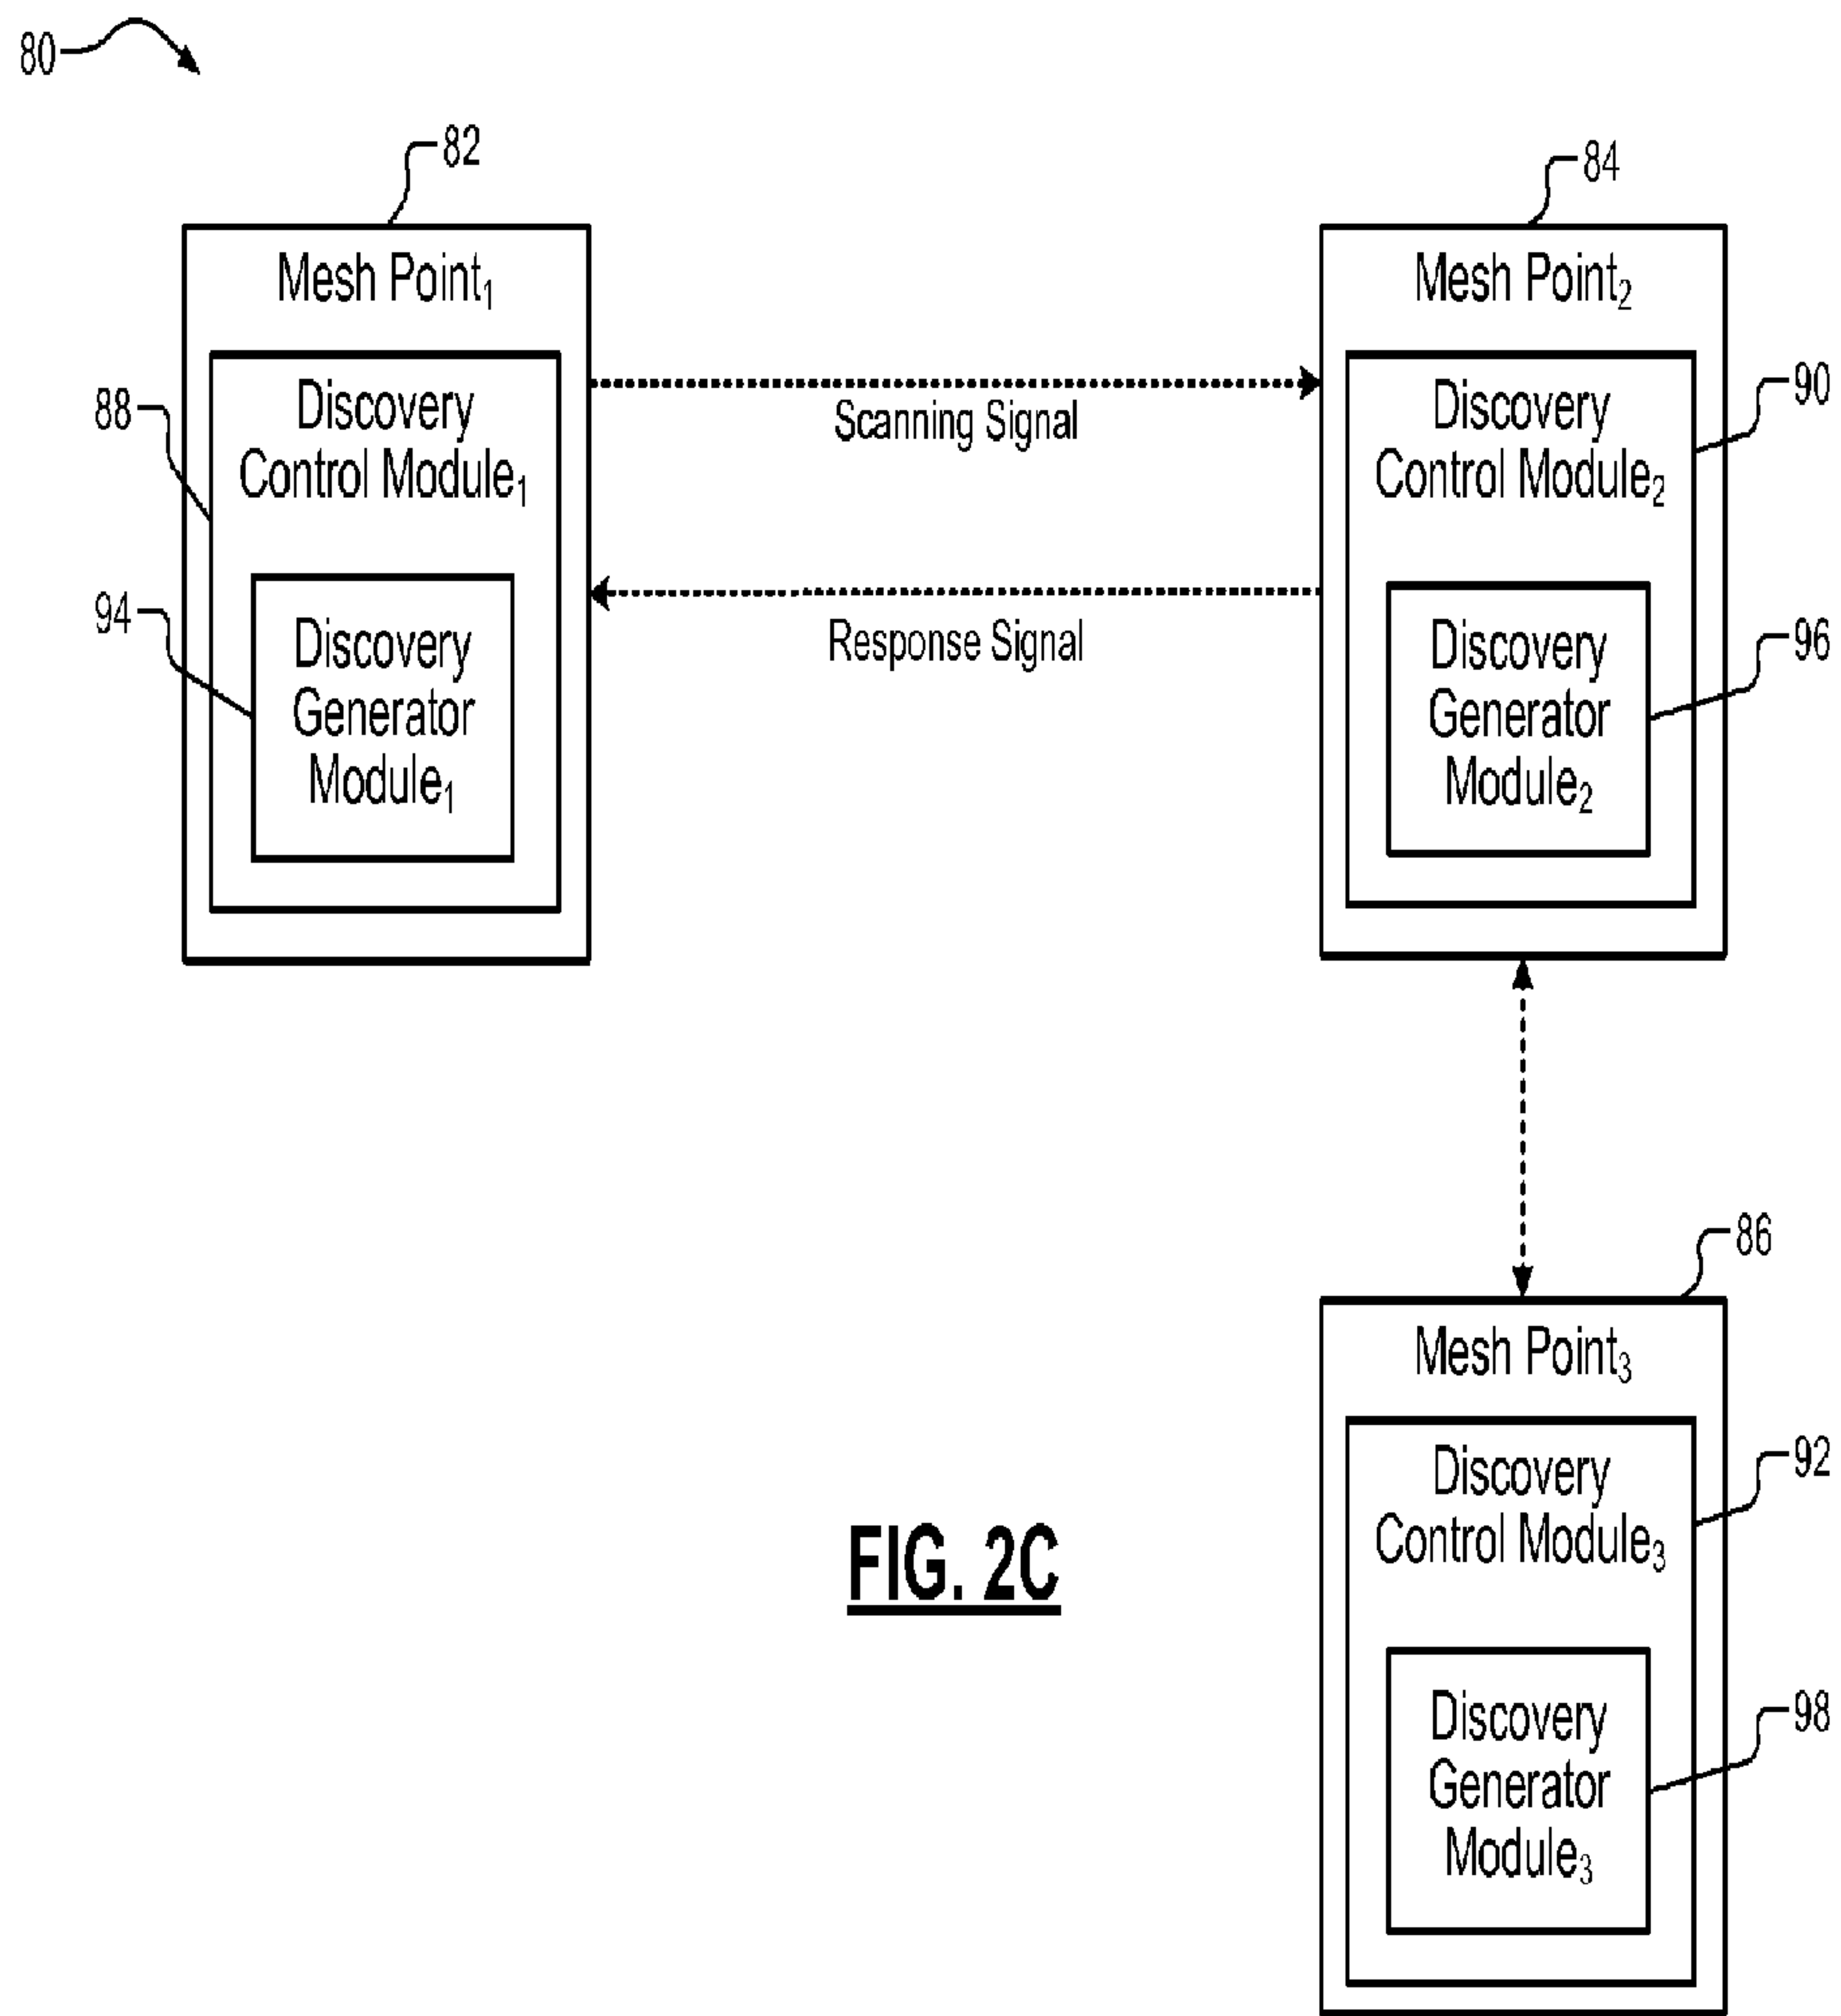 80
82
84
Mesh Point₁
Mesh Point₂
88
Discovery
Control Module₁
Scanning Signal
Discovery
Control Module₂
90
94
Discovery
Generator
Module₁
Response Signal
Discovery
Generator
Module₂
96
86
Mesh Point₃
Discovery
Control Module₃
92
FIG. 2C
Discovery
Generator
Module₃
98